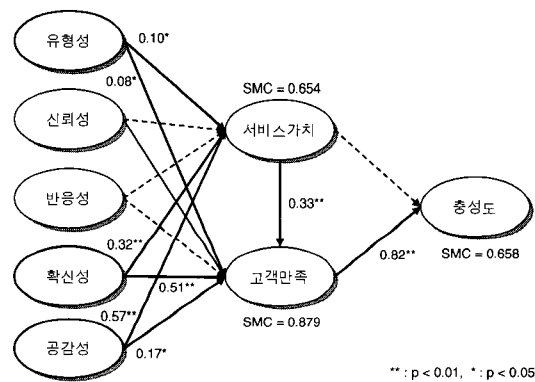 유형성
0.10*
0.08*
SMC = 0.654
신뢰성
서비스가치
반응성
0.33**
충성도
0.32**
확신성
0.51**
고객만족
0.82**
SMC = 0.658
0.57**
SMC = 0.879
공감성
0.17*
** : p < 0.01, * : p < 0.05